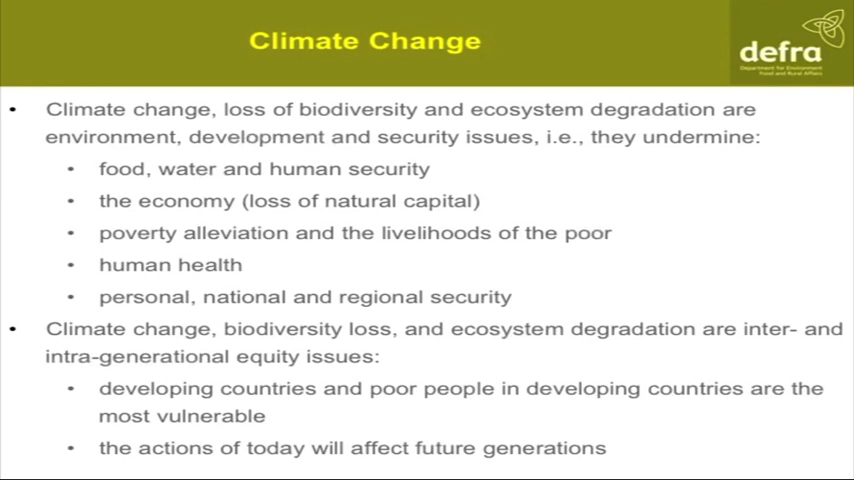 Climate Change
defra
Department for Environment
Food and Rural Affairs
• Climate change, loss of biodiversity and ecosystem degradation are
environment, development and security issues, i.e., they undermine:
• food, water and human security
• the economy (loss of natural capital)
• poverty alleviation and the livelihoods of the poor
• human health
• personal, national and regional security
• Climate change, biodiversity loss, and ecosystem degradation are inter- and
intra-generational equity issues:
• developing countries and poor people in developing countries are the
most vulnerable
• the actions of today will affect future generations